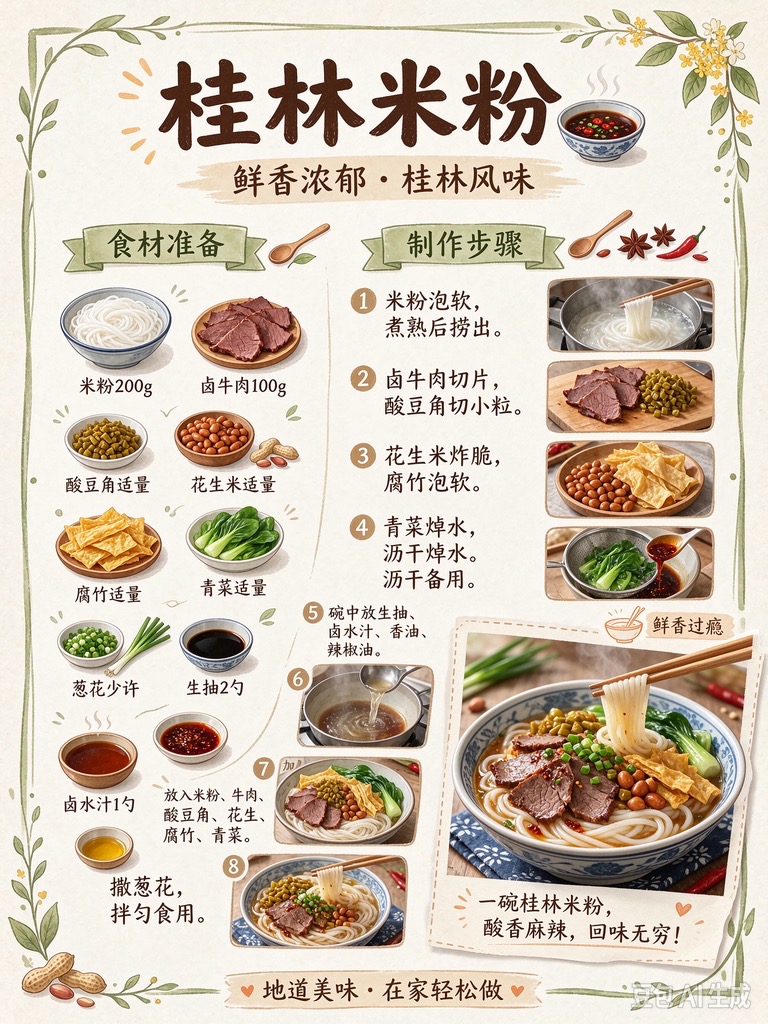 桂林米粉
鲜香浓郁·桂林风味
食材准备
米粉200g
卤牛肉100g
酸豆角适量
花生米适量
腐竹适量
青菜适量
葱花少许
生抽2勺
卤水汁1勺
制作步骤
1
米粉泡软，
煮熟后捞出。
2
卤牛肉切片，
酸豆角切小粒。
3
花生米炸脆，
腐竹泡软。
4
青菜焯水，
沥干焯水。
沥干备用。
5
碗中放生抽、
卤水汁、香油、
辣椒油。
6
7
放入米粉、牛肉、
酸豆角、花生、
腐竹、青菜。
8
撒葱花，
拌匀食用。
鲜香过瘾
一碗桂林米粉，
酸香麻辣，回味无穷！
地道美味·在家轻松做
豆包AI生成